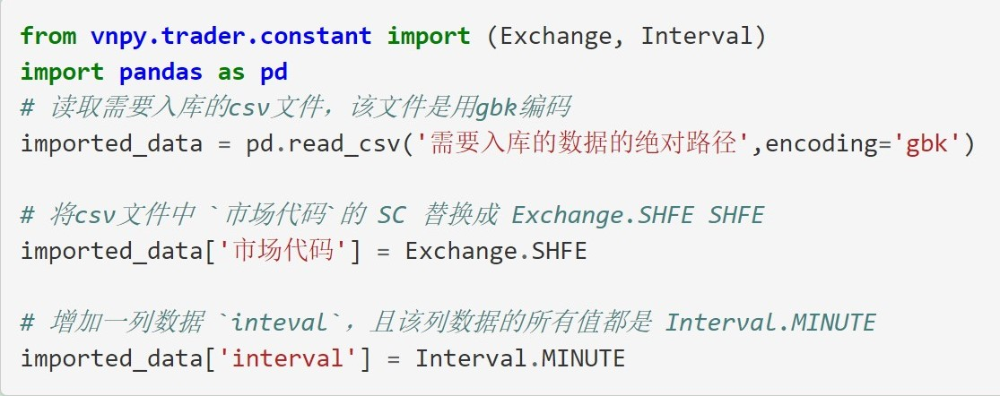 from vnpy.trader.constant import (Exchange, Interval)
import pandas as pd
# 读取需要入库的csv文件，该文件是用gbk编码
imported_data = pd.read_csv('需要入库的数据的绝对路径',encoding='gbk')
# 将csv文件中 `市场代码`的 SC 替换成 Exchange.SHFE SHFE
imported_data['市场代码'] = Exchange.SHFE
# 增加一列数据 `inteval`，且该列数据的所有值都是 Interval.MINUTE
imported_data['interval'] = Interval.MINUTE